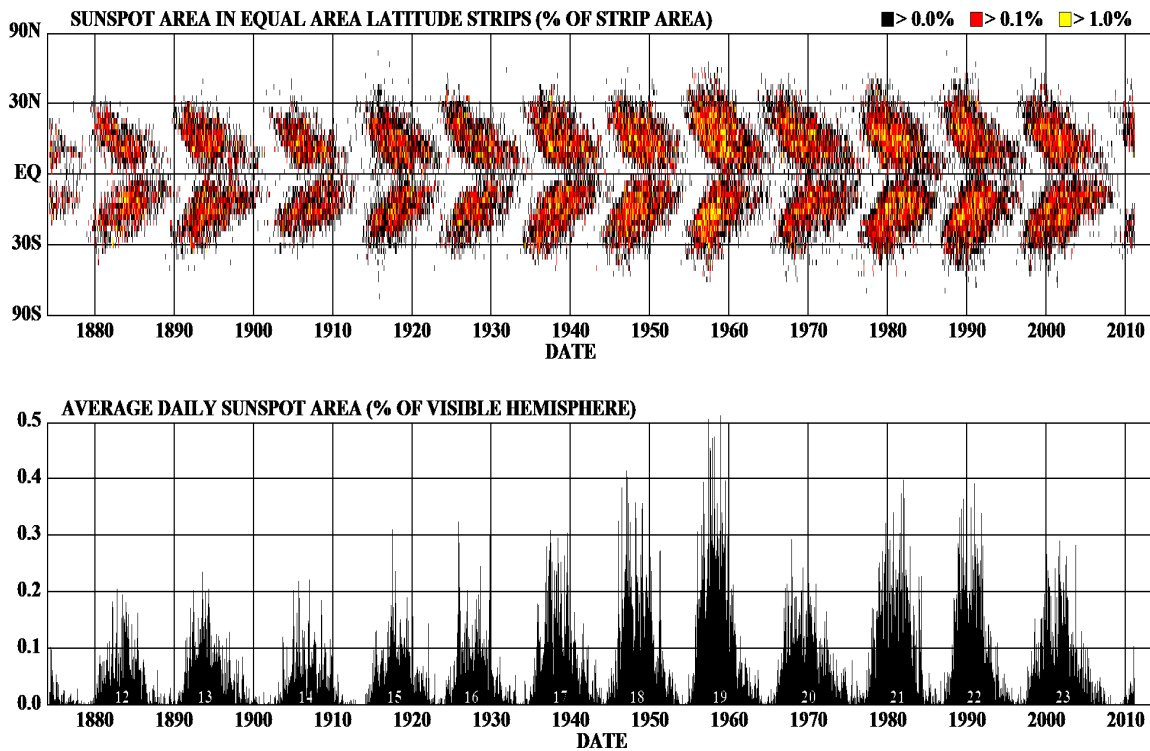 SUNSPOT AREA IN EQUAL AREA LATITUDE STRIPS (% OF STRIP AREA) > 0.0% > 0.1% > 1.0%
90N
30N
EQ
30S
90S
1880 1890 1900 1910 1920 1930 1940 1950 1960 1970 1980 1990 2000 2010
DATE
AVERAGE DAILY SUNSPOT AREA (% OF VISIBLE HEMISPHERE)
0.5
0.4
0.3
0.2
0.1
0.0
12 13 14 15 16 17 18 19 20 21 22 23
1880 1890 1900 1910 1920 1930 1940 1950 1960 1970 1980 1990 2000 2010
DATE